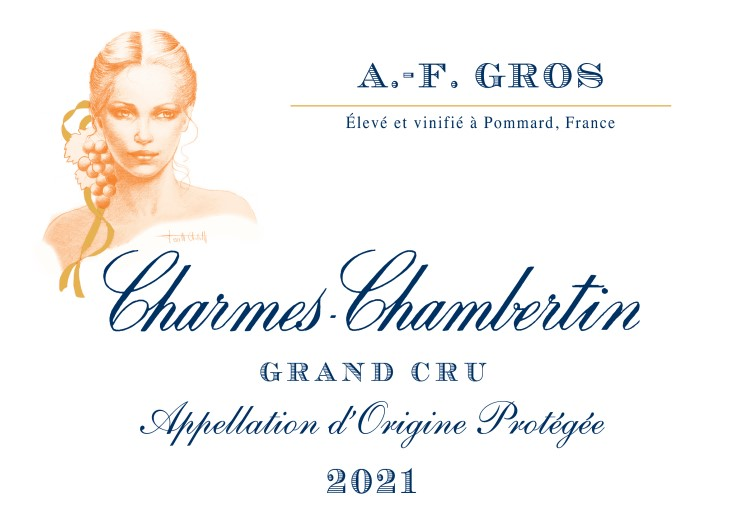 A.-F. GROS
Élevé et vinifié à Pommard, France
Charmes-Chambertin
GRAND CRU
Appellation d'Origine Protégée
2021